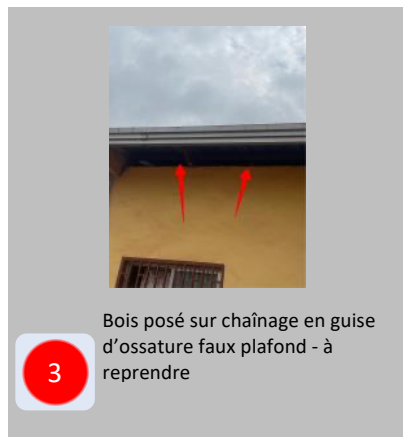 Bois posé sur chaînage en guise
d’ossature faux plafond - à
reprendre
3